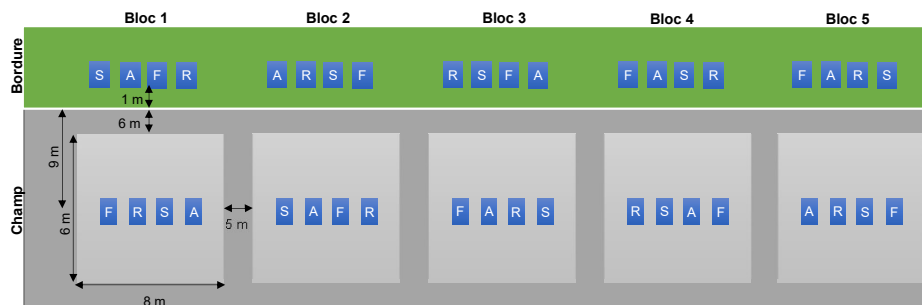 Bloc 1 Bloc 2 Bloc 3 Bloc 4 Bloc 5
Bordure
S A F R A R S F R S F A F A S R F A R S
1 m
6 m
9 m
Champ
F R S A S A F R F A R S R S A F A R S F
6 m
5 m
8 m